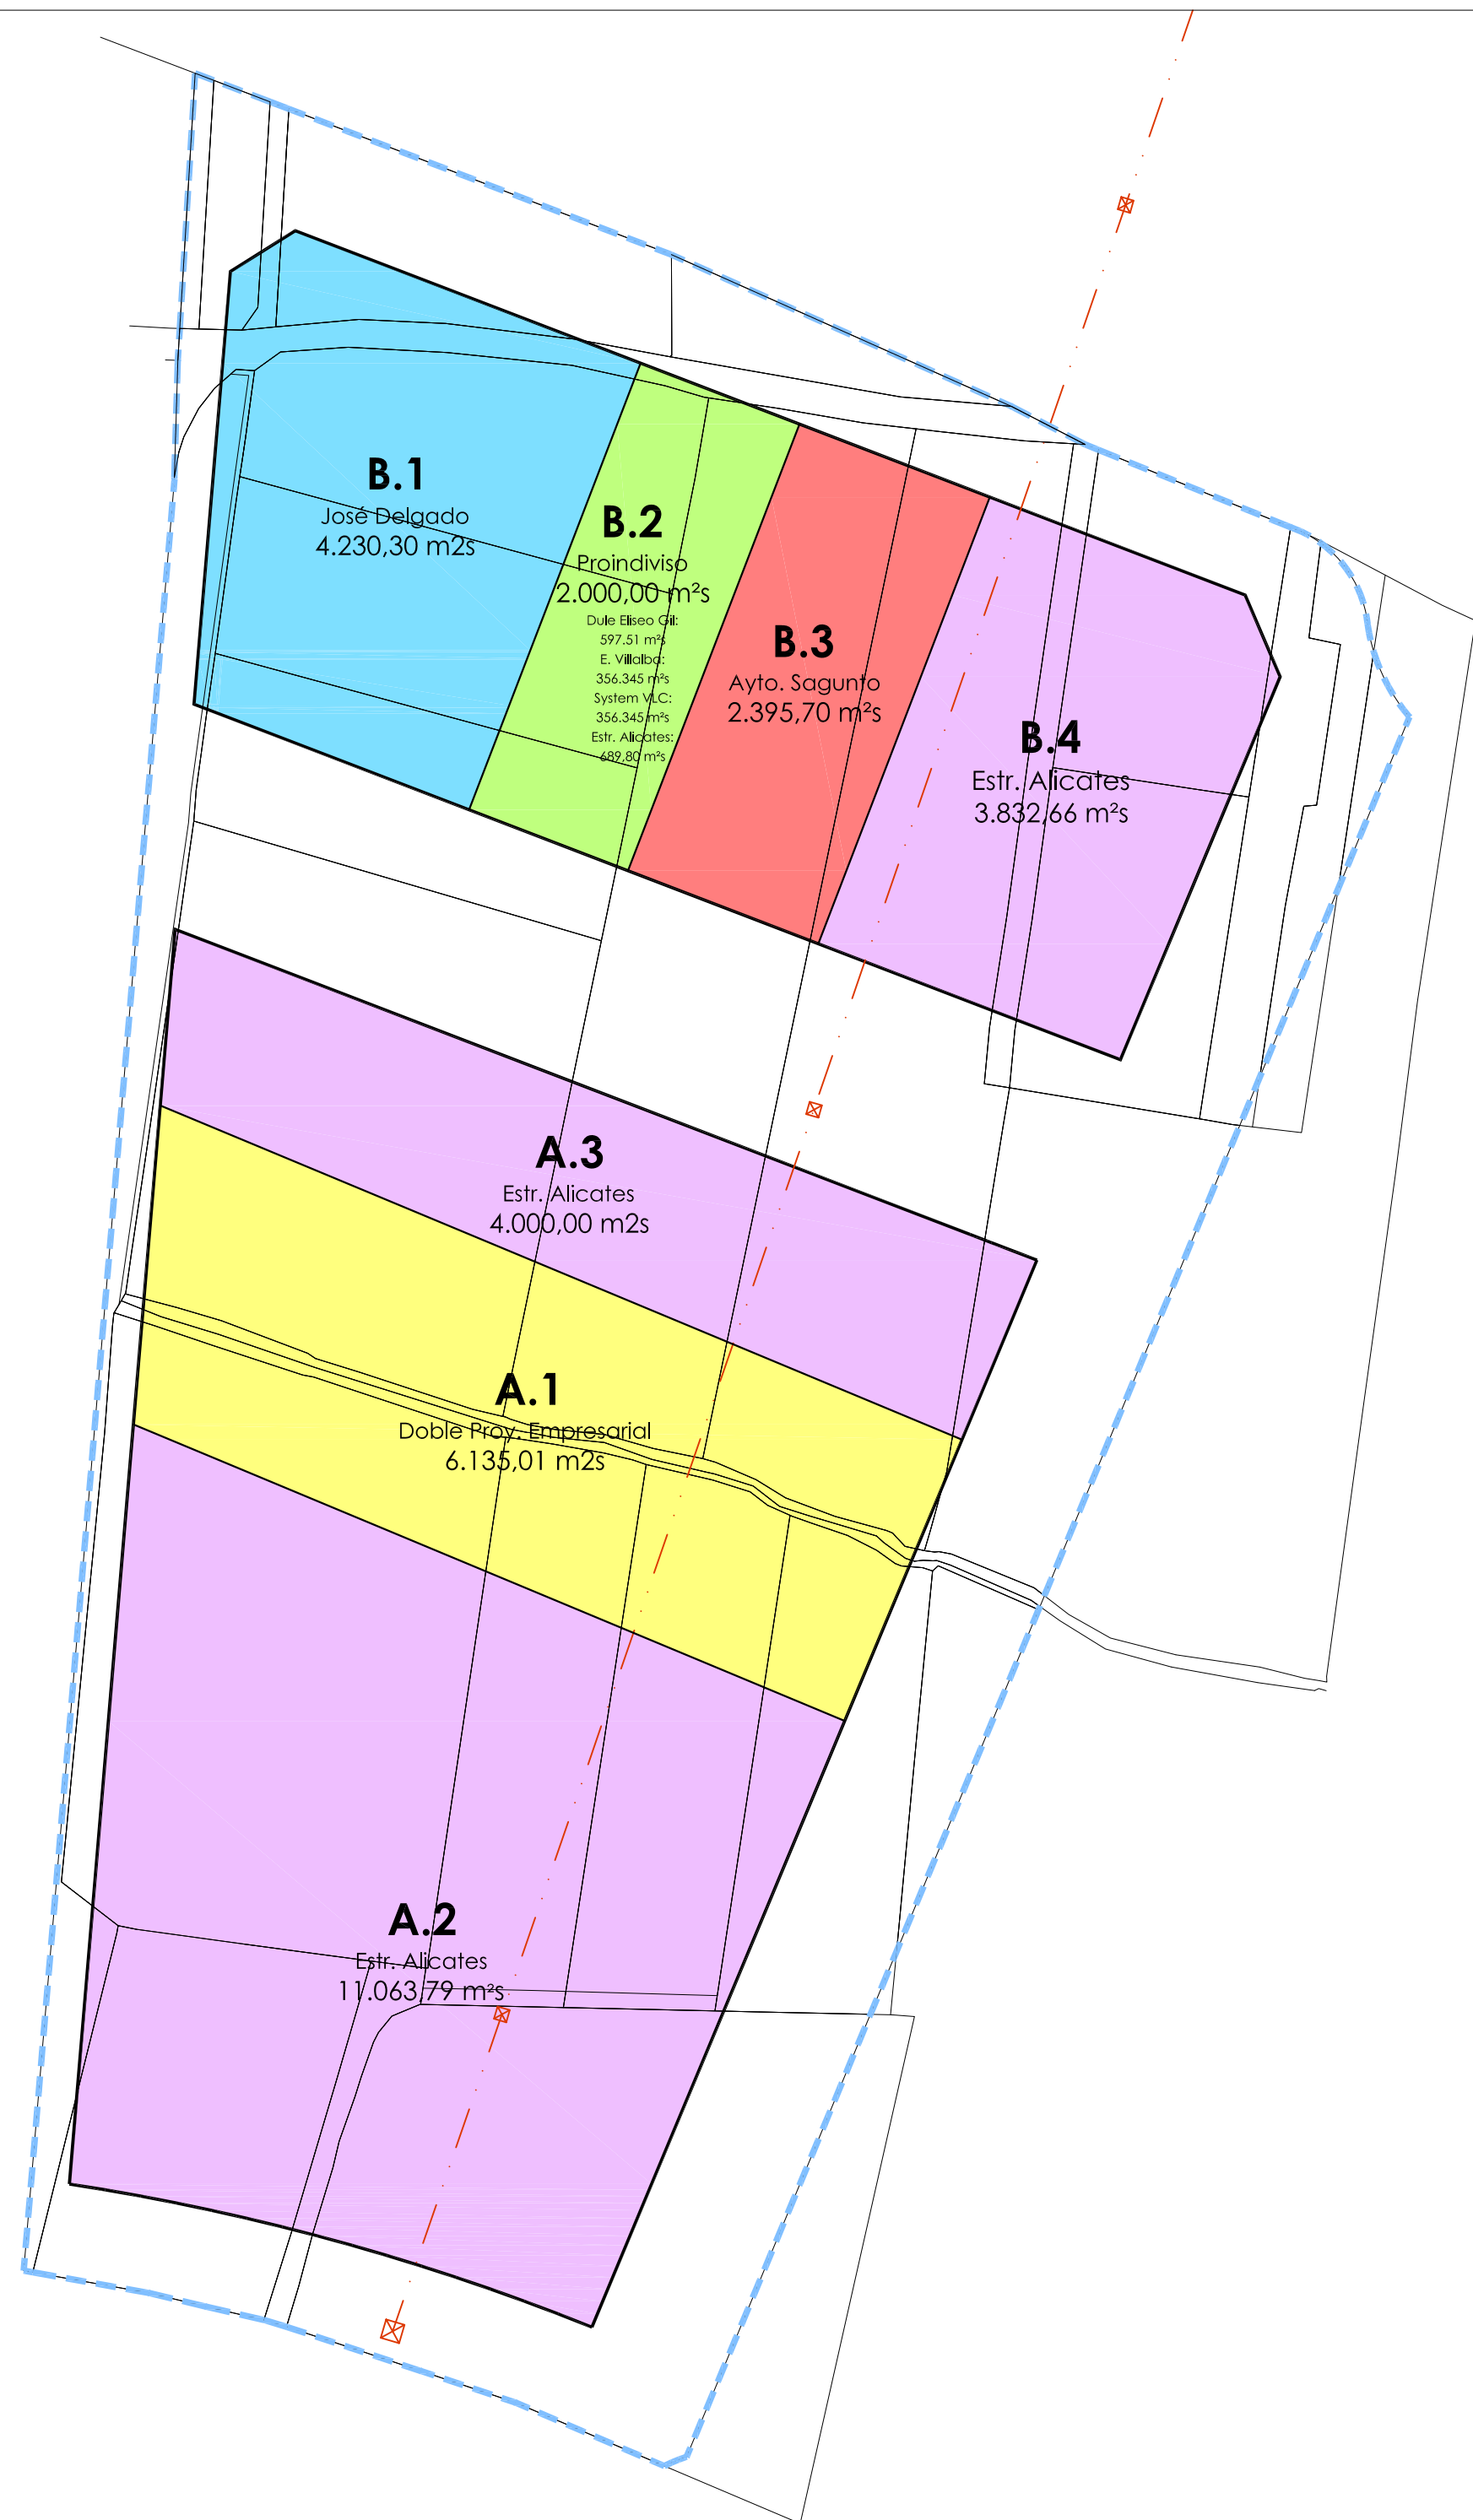 B.1
José Delgado
4.230,30 m2s
B.2
Proindiviso
2.000,00 m²s
Dule Eliseo Gil:
597.51 m²s
E. Villalba:
356.345 m²s
System VLC:
356.345 m²s
Estr. Alicates:
689,80 m²s
B.3
Ayto. Sagunto
2.395,70 m²s
B.4
Estr. Alicates
3.832,66 m²s
A.3
Estr. Alicates
4.000,00 m2s
A.1
Doble Proy. Empresarial
6.135,01 m2s
A.2
Estr. Alicates
11.063,79 m²s